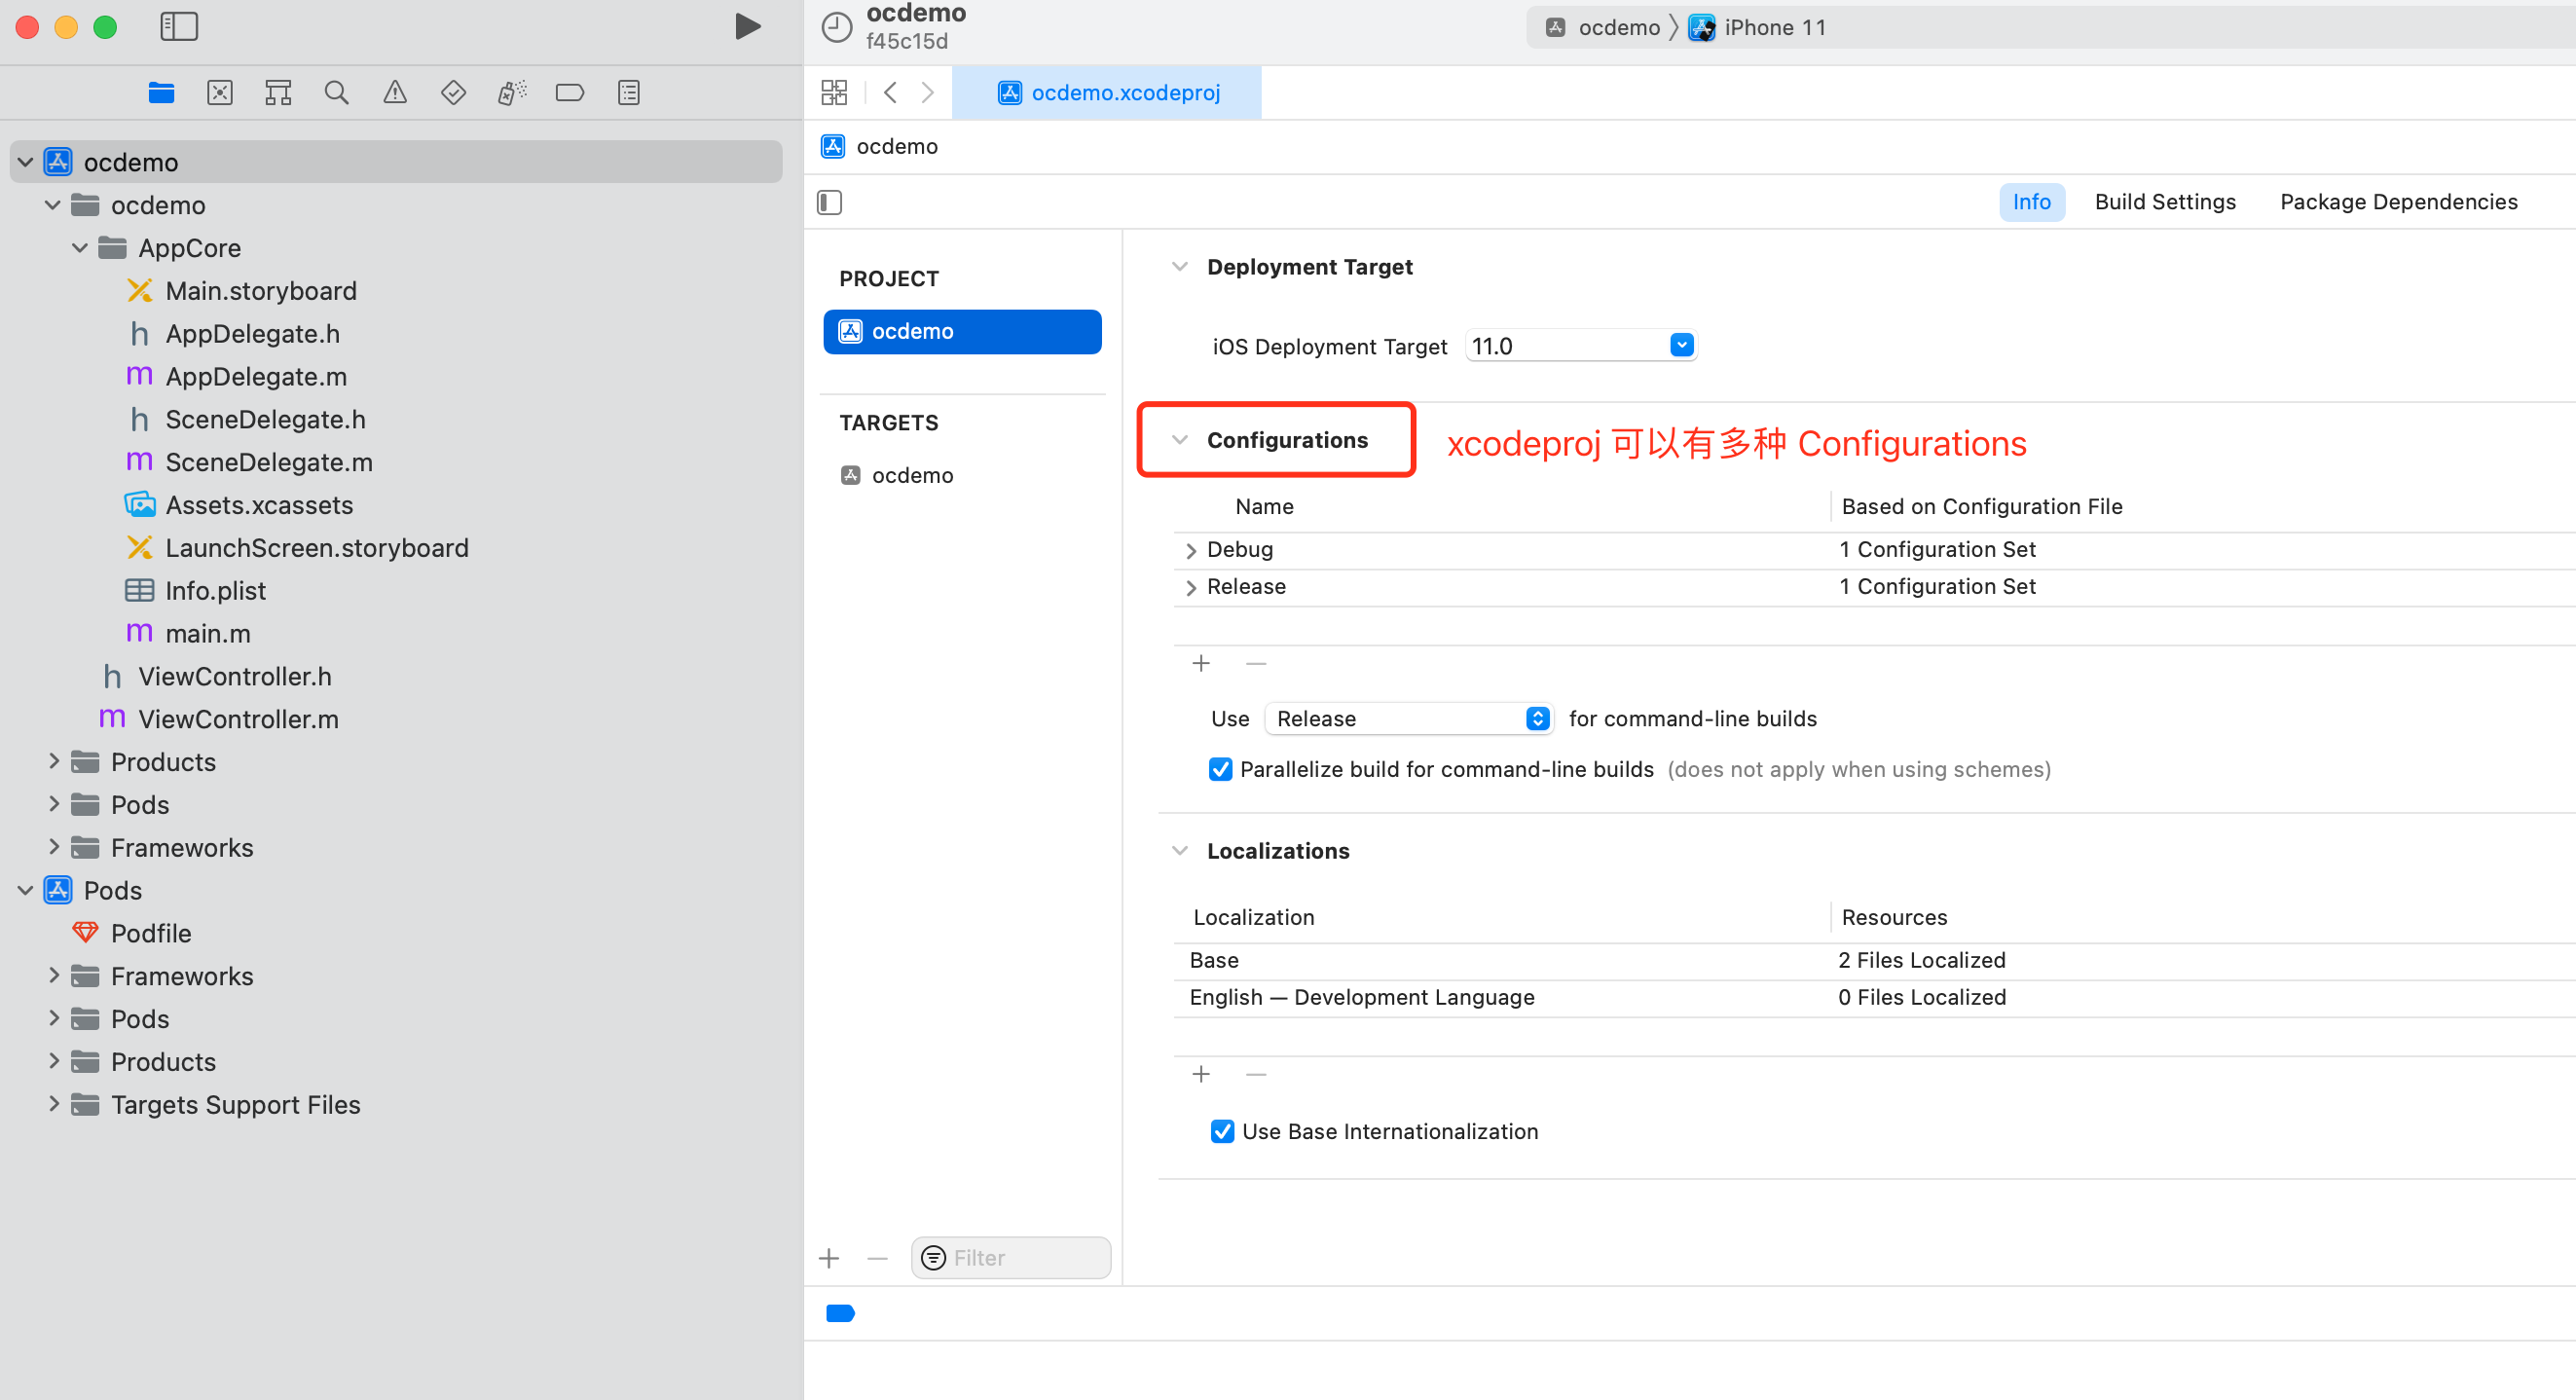 ocdemo
f45c15d
ocdemo
iPhone 11
ocdemo.xcodeproj
ocdemo
Info
Build Settings
Package Dependencies
ocdemo
ocdemo
AppCore
Main.storyboard
h AppDelegate.h
m AppDelegate.m
h SceneDelegate.h
m SceneDelegate.m
Assets.xcassets
LaunchScreen.storyboard
Info.plist
m main.m
h ViewController.h
m ViewController.m
Products
Pods
Frameworks
Pods
Podfile
Frameworks
Pods
Products
Targets Support Files
PROJECT
ocdemo
TARGETS
ocdemo
Filter
Deployment Target
iOS Deployment Target 11.0
Configurations
xcodeproj 可以有多种 Configurations
Name Based on Configuration File
Debug 1 Configuration Set
Release 1 Configuration Set
Use Release for command-line builds
Parallelize build for command-line builds (does not apply when using schemes)
Localizations
Localization Resources
Base 2 Files Localized
English — Development Language 0 Files Localized
Use Base Internationalization